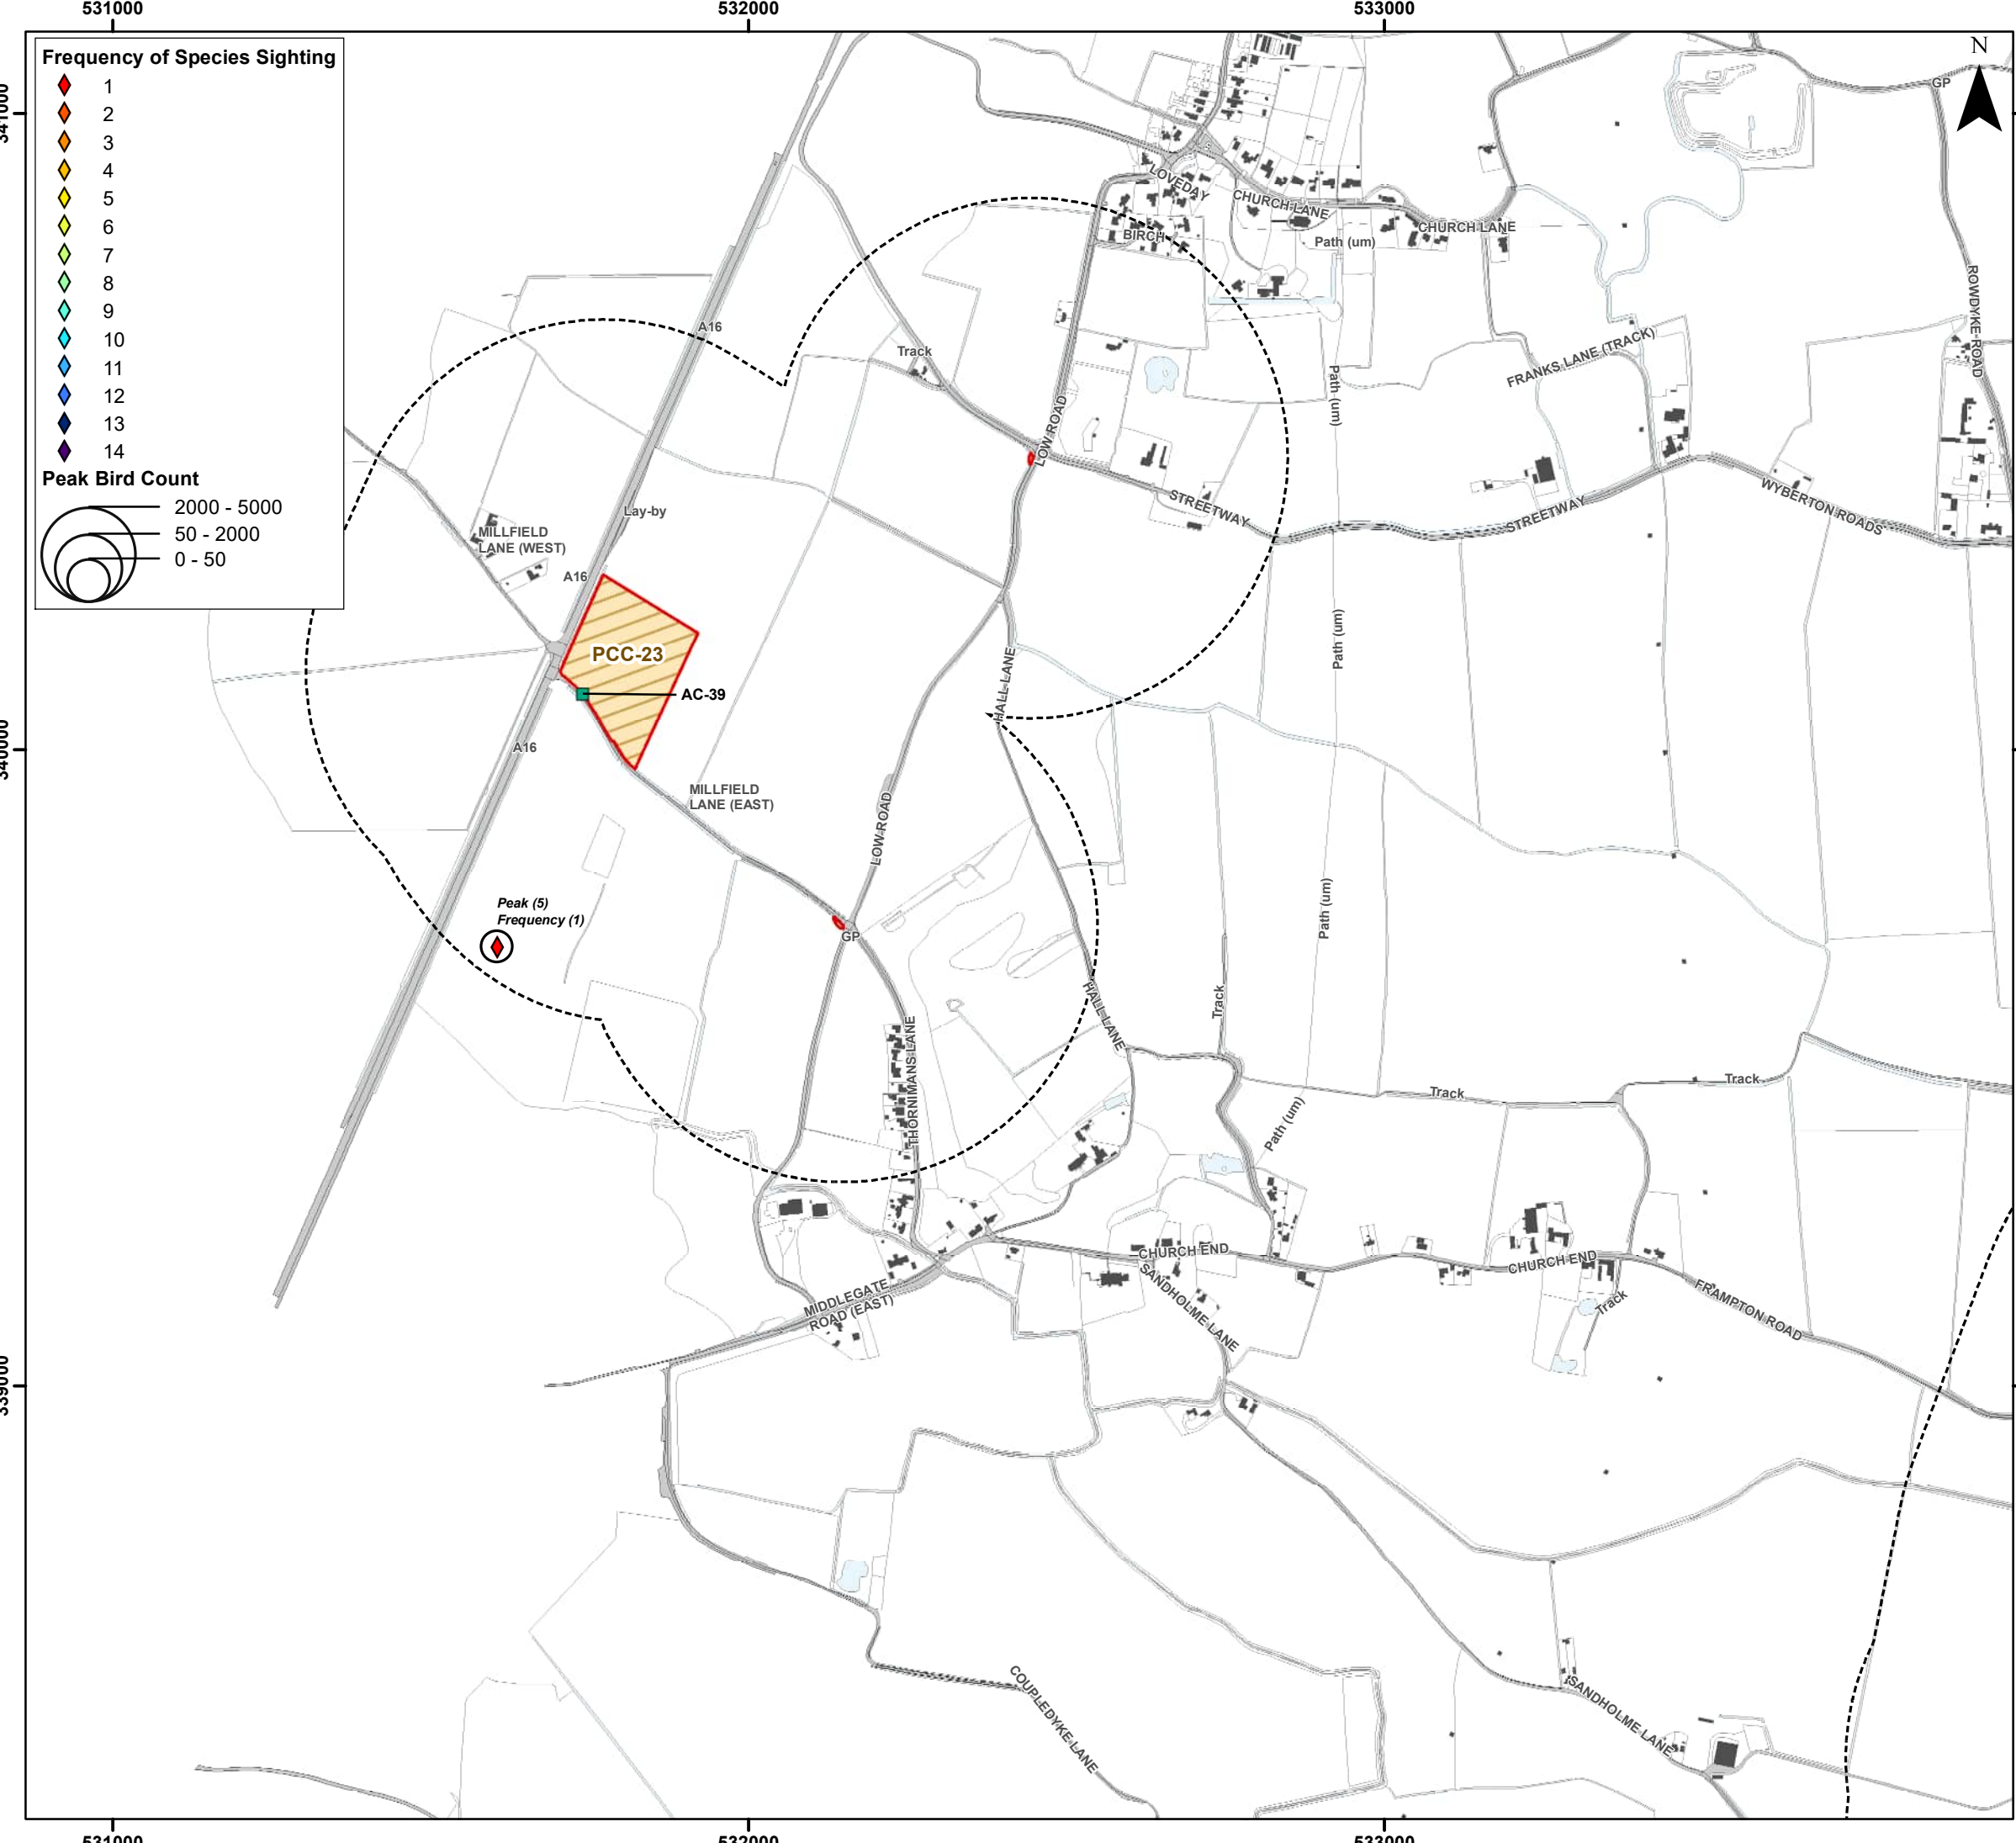 531000
532000
533000
341000
340000
339000
Frequency of Species Sighting
1
2
3
4
5
6
7
8
9
10
11
12
13
14
Peak Bird Count
2000 - 5000
50 - 2000
0 - 50
N
GP
LOVEDAY
CHURCH LANE
CHURCH LANE
BIRCH
Path (um)
ROWDYKE ROAD
A16
Track
FRANKS LANE (TRACK)
Path (um)
LOW ROAD
STREETWAY
STREETWAY
WYBERTON ROADS
Lay-by
MILLFIELD
LANE (WEST)
A16
PCC-23
AC-39
HALL LANE
Path (um)
A16
MILLFIELD
LANE (EAST)
LOW ROAD
Peak (5)
Frequency (1)
GP
Path (um)
HALL LANE
Track
THORNIMANS LANE
Track
Track
Path (um)
CHURCH END
CHURCH END
SANDHOLME LANE
MIDDLEGATE
ROAD (EAST)
Track
FRAMPTON ROAD
COUPLEDYKE LANE
SANDHOLME LANE
531000
532000
533000